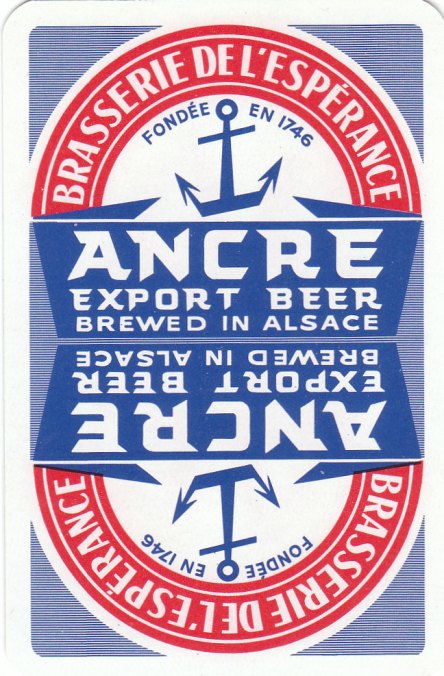 BRASSERIE DE L'ESPÉRANCE
FONDÉE EN 1746
ANCRE
EXPORT BEER
BREWED IN ALSACE
BREWED IN ALSACE
EXPORT BEER
ANCRE
FONDÉE EN 1746
BRASSERIE DE L'ESPÉRANCE